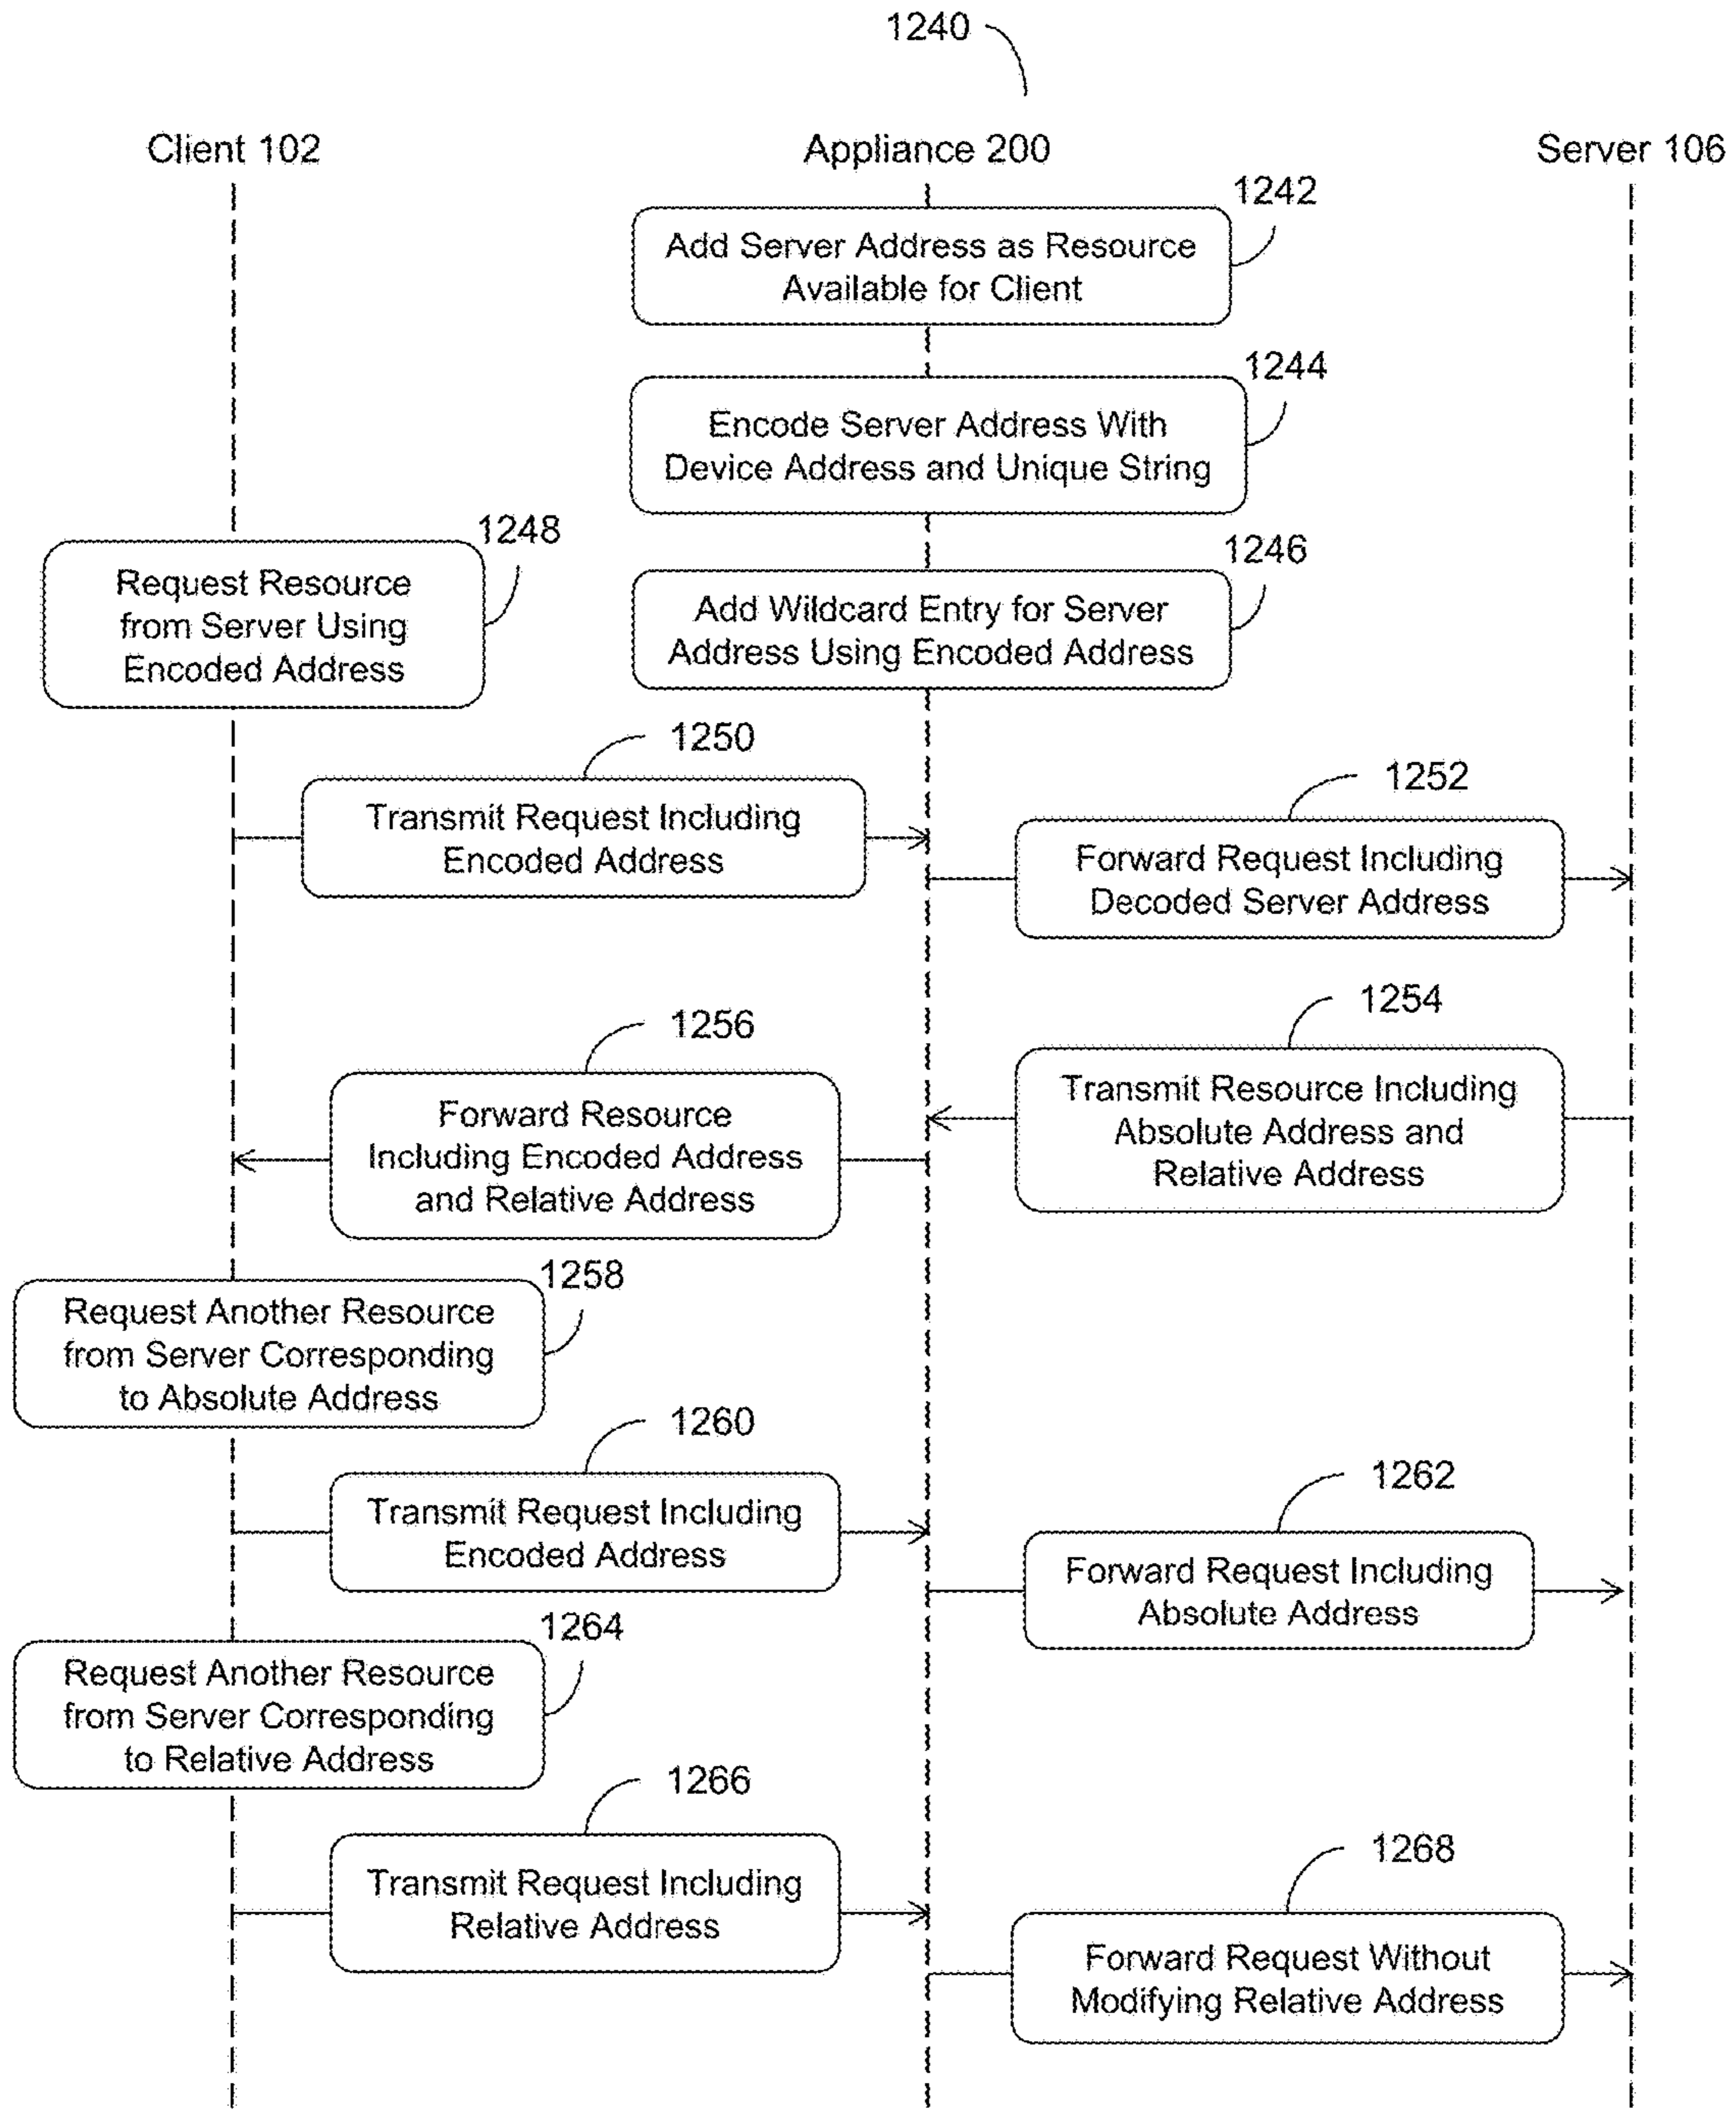 1240
Client 102
Appliance 200
Server 106
1242
Add Server Address as Resource
Available for Client
1244
Encode Server Address With
Device Address and Unique String
1248
Request Resource
from Server Using
Encoded Address
1246
Add Wildcard Entry for Server
Address Using Encoded Address
1250
Transmit Request Including
Encoded Address
1252
Forward Request Including
Decoded Server Address
1254
Transmit Resource Including
Absolute Address and
Relative Address
1256
Forward Resource
Including Encoded Address
and Relative Address
1258
Request Another Resource
from Server Corresponding
to Absolute Address
1260
Transmit Request Including
Encoded Address
1262
Forward Request Including
Absolute Address
1264
Request Another Resource
from Server Corresponding
to Relative Address
1266
Transmit Request Including
Relative Address
1268
Forward Request Without
Modifying Relative Address